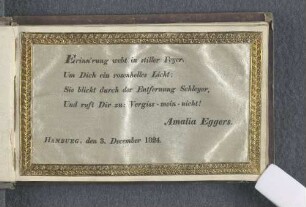 Erinn'rung webt in stiller Feyer,
Um Dich ein rosenhelles Licht:
Sie blickt durch der Entfernung Schleyer,
Und ruft Dir zu: Vergiss-mein-nicht!
Amalia Eggers.
HAMBURG, den 3. December 1824.